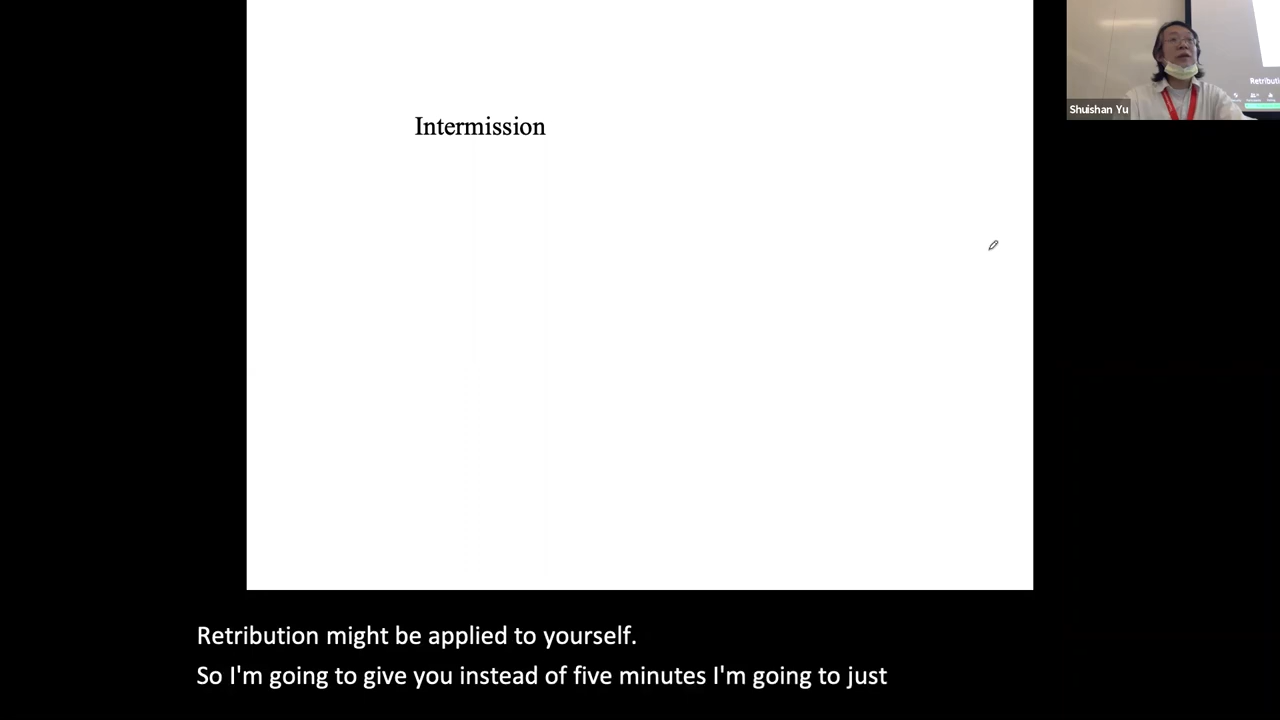 Intermission
Shuishan Yu
Retributi
Retribution might be applied to yourself.
So I'm going to give you instead of five minutes I'm going to just